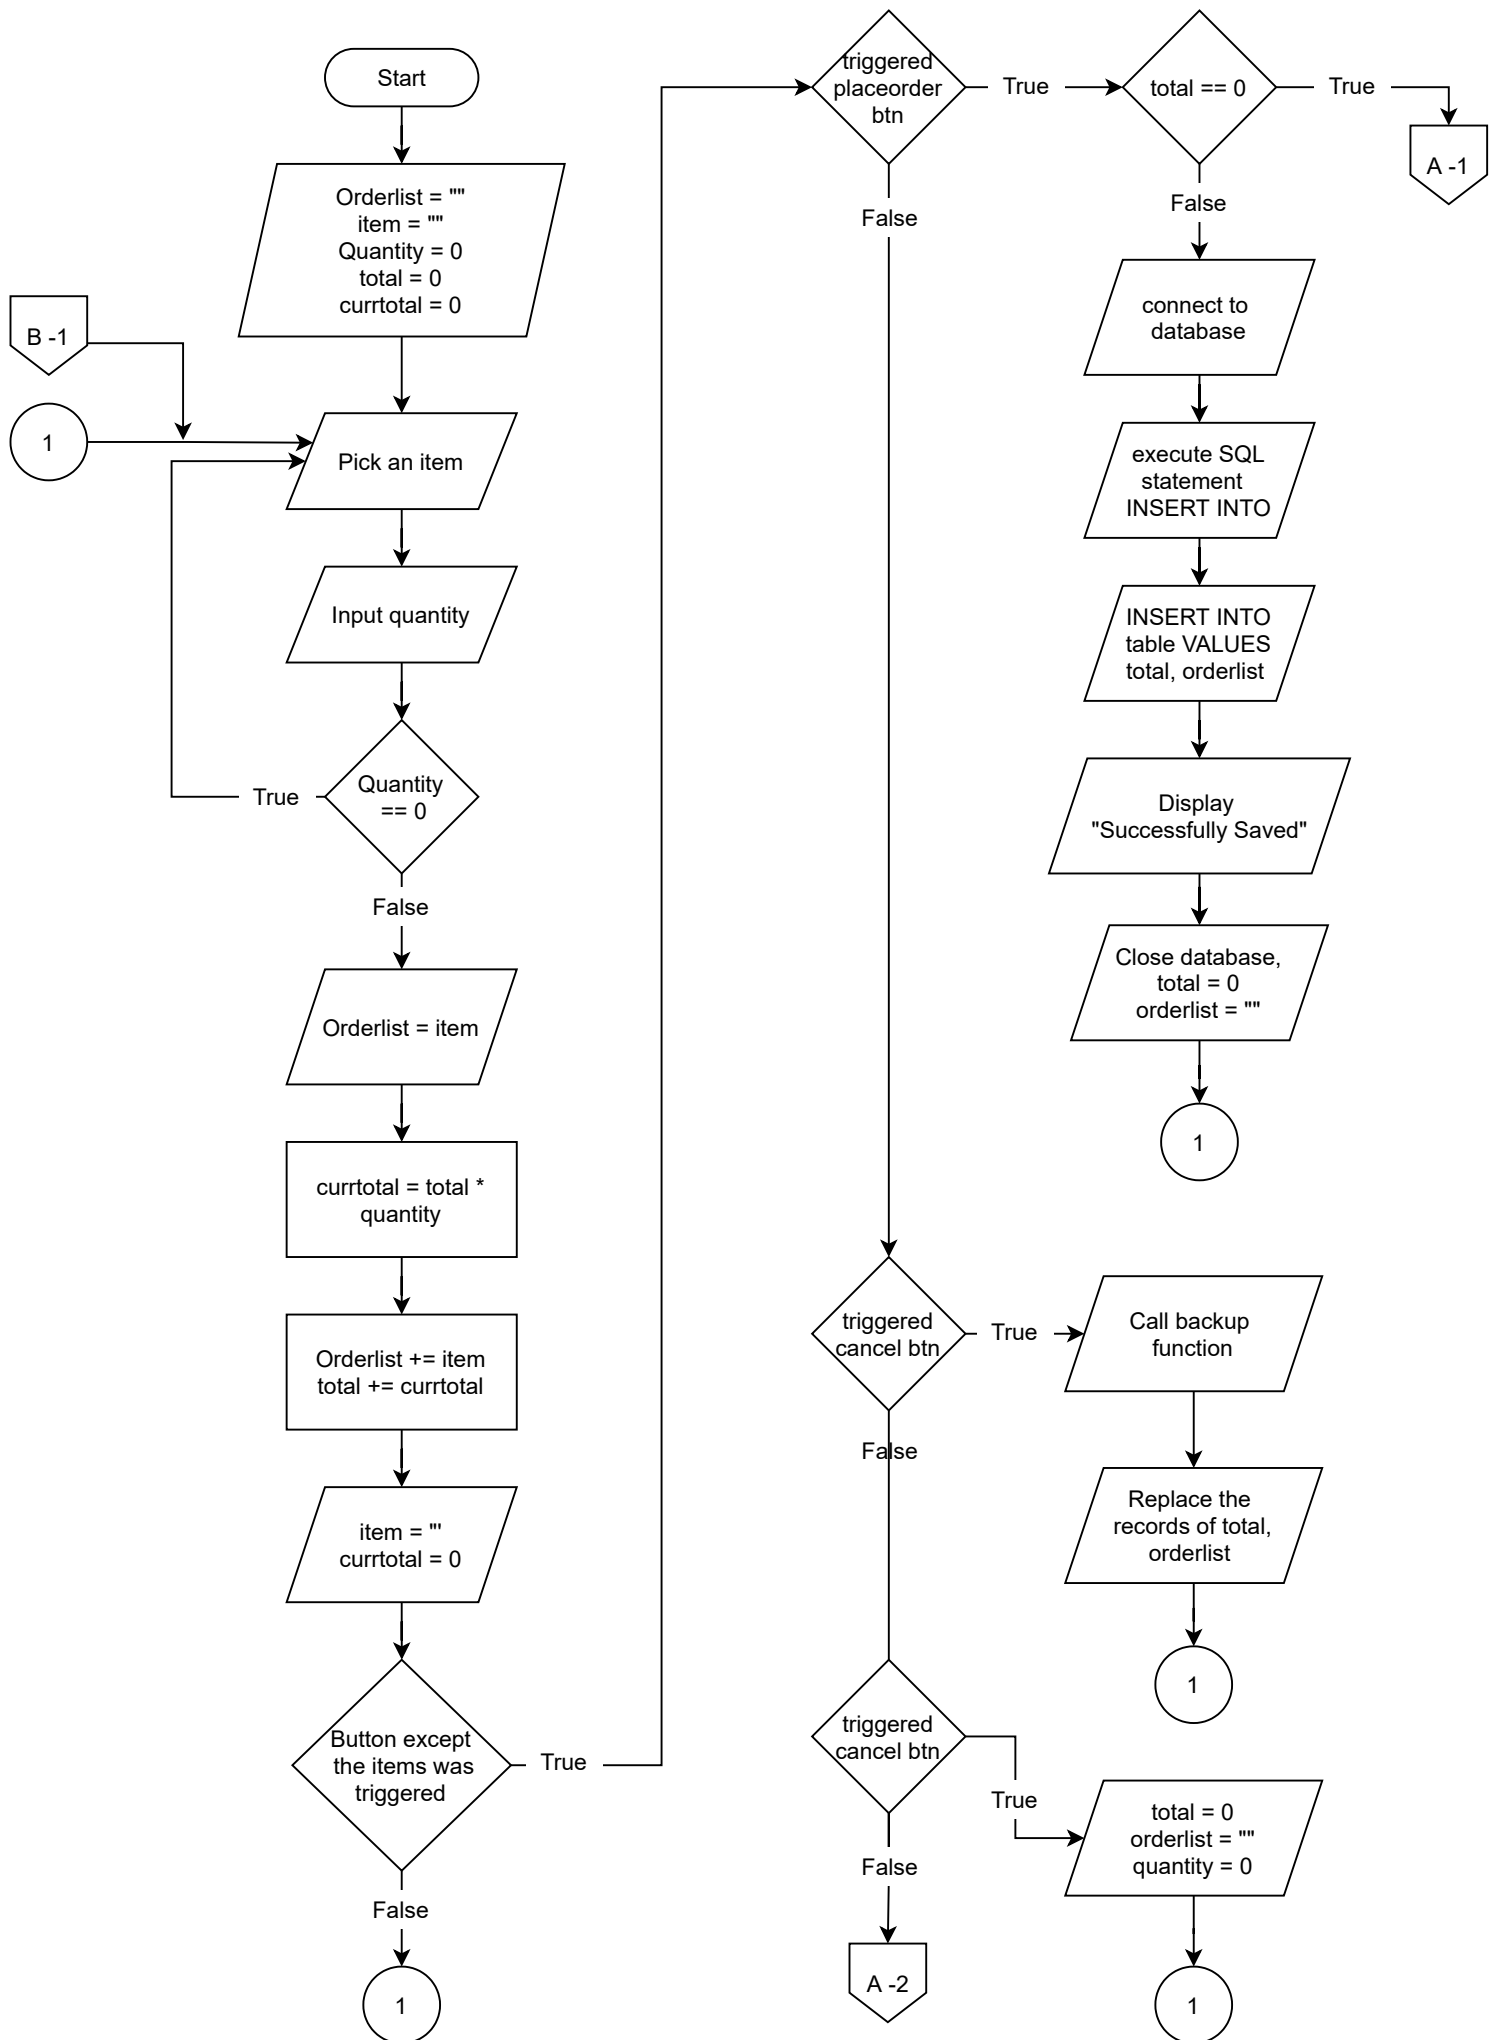 Start
Orderlist = ""
item = ""
Quantity = 0
total = 0
currtotal = 0
B -1
1
Pick an item
Input quantity
Quantity
== 0
True
False
Orderlist = item
currtotal = total *
quantity
Orderlist += item
total += currtotal
item = "'
currtotal = 0
Button except
the items was
triggered
True
False
1
triggered
placeorder
btn
True
False
total == 0
True
A -1
False
connect to
database
execute SQL
statement
INSERT INTO
INSERT INTO
table VALUES
total, orderlist
Display
"Successfully Saved"
Close database,
total = 0
orderlist = ""
1
triggered
cancel btn
True
False
Call backup
function
Replace the
records of total,
orderlist
1
triggered
cancel btn
True
False
total = 0
orderlist = ""
quantity = 0
A -2
1